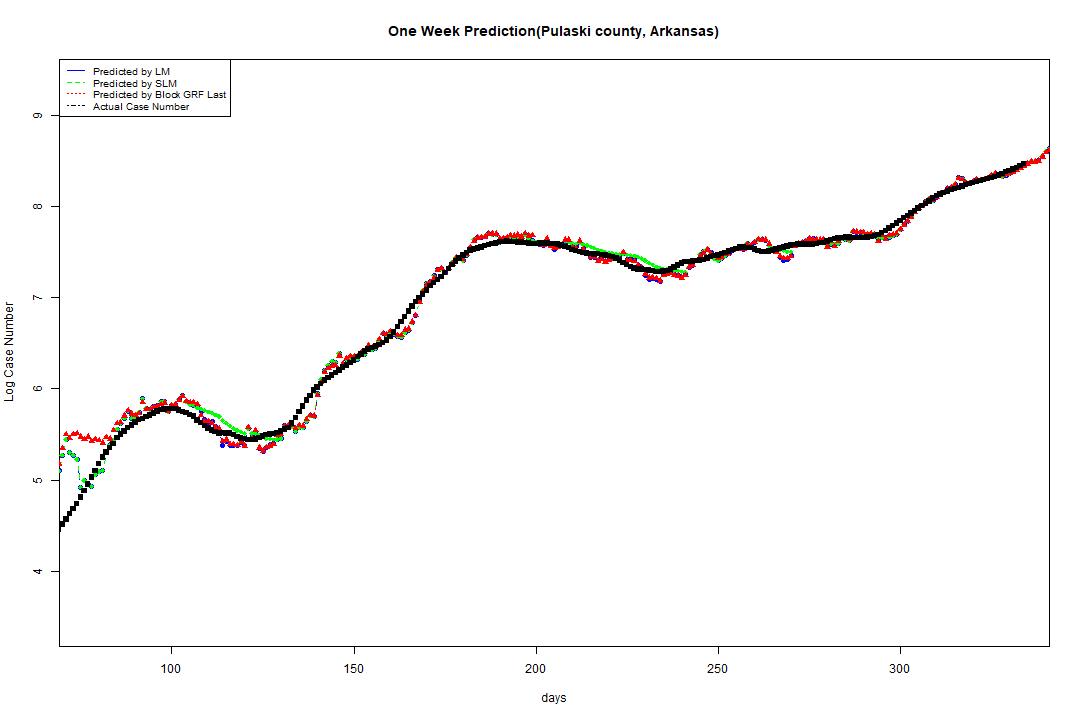 One Week Prediction(Pulaski county, Arkansas)
Predicted by LM
Predicted by SLM
Predicted by Block GRF Last
Actual Case Number
9
8
7
6
5
4
Log Case Number
100 150 200 250 300
days